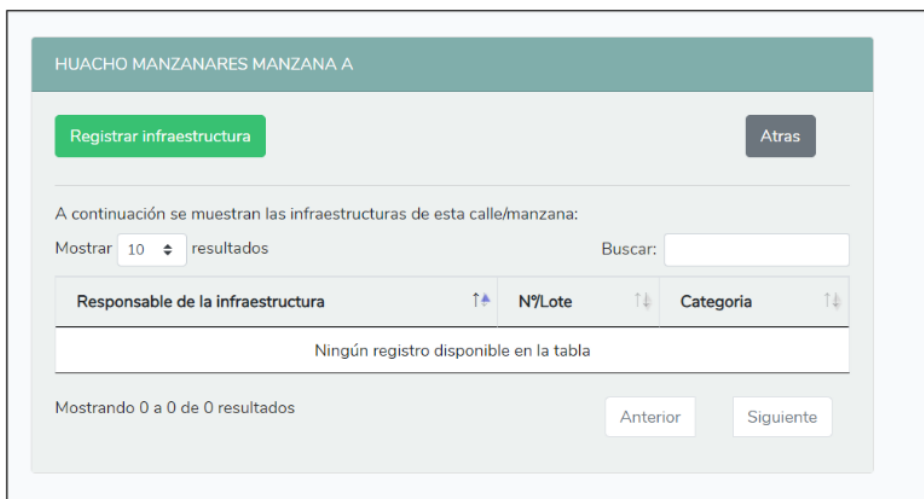 HUACHO MANZANARES MANZANA A
Registrar infraestructura
Atras
A continuación se muestran las infraestructuras de esta calle/manzana:
Mostrar 10 resultados
Buscar:
Responsable de la infraestructura Nº/Lote Categoria
Ningún registro disponible en la tabla
Mostrando 0 a 0 de 0 resultados
Anterior Siguiente